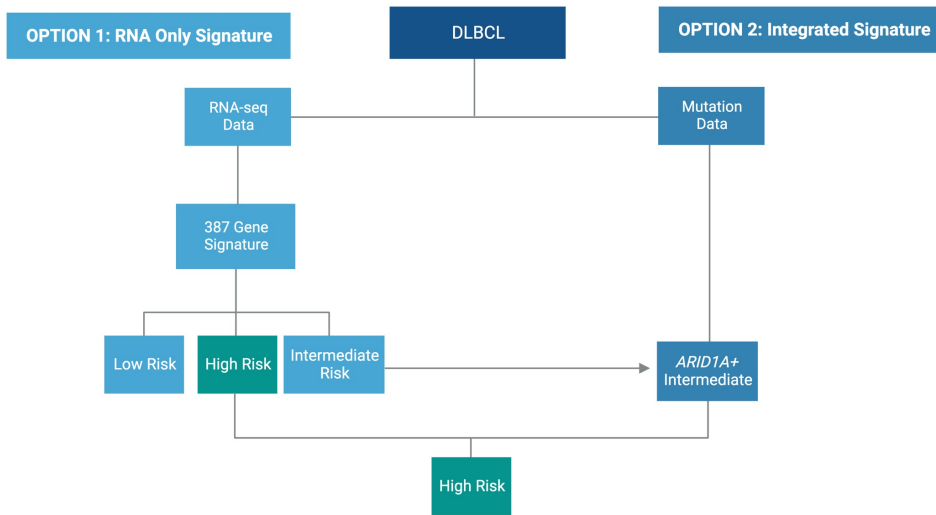 OPTION 1: RNA Only Signature
DLBCL
OPTION 2: Integrated Signature
RNA-seq
Data
Mutation
Data
387 Gene
Signature
Low Risk
High Risk
Intermediate
Risk
ARID1A+
Intermediate
High Risk